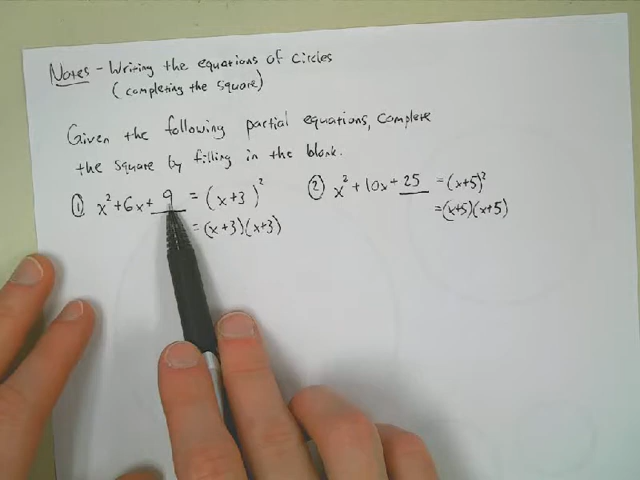 Notes - Writing the equations of circles
(completing the square)
Given the following partial equations, complete
the square by filling in the blank.
① x² + 6x + 9 = (x+3)²
= (x+3)(x+3)
② x² + 10x + 25 = (x+5)²
= (x+5)(x+5)